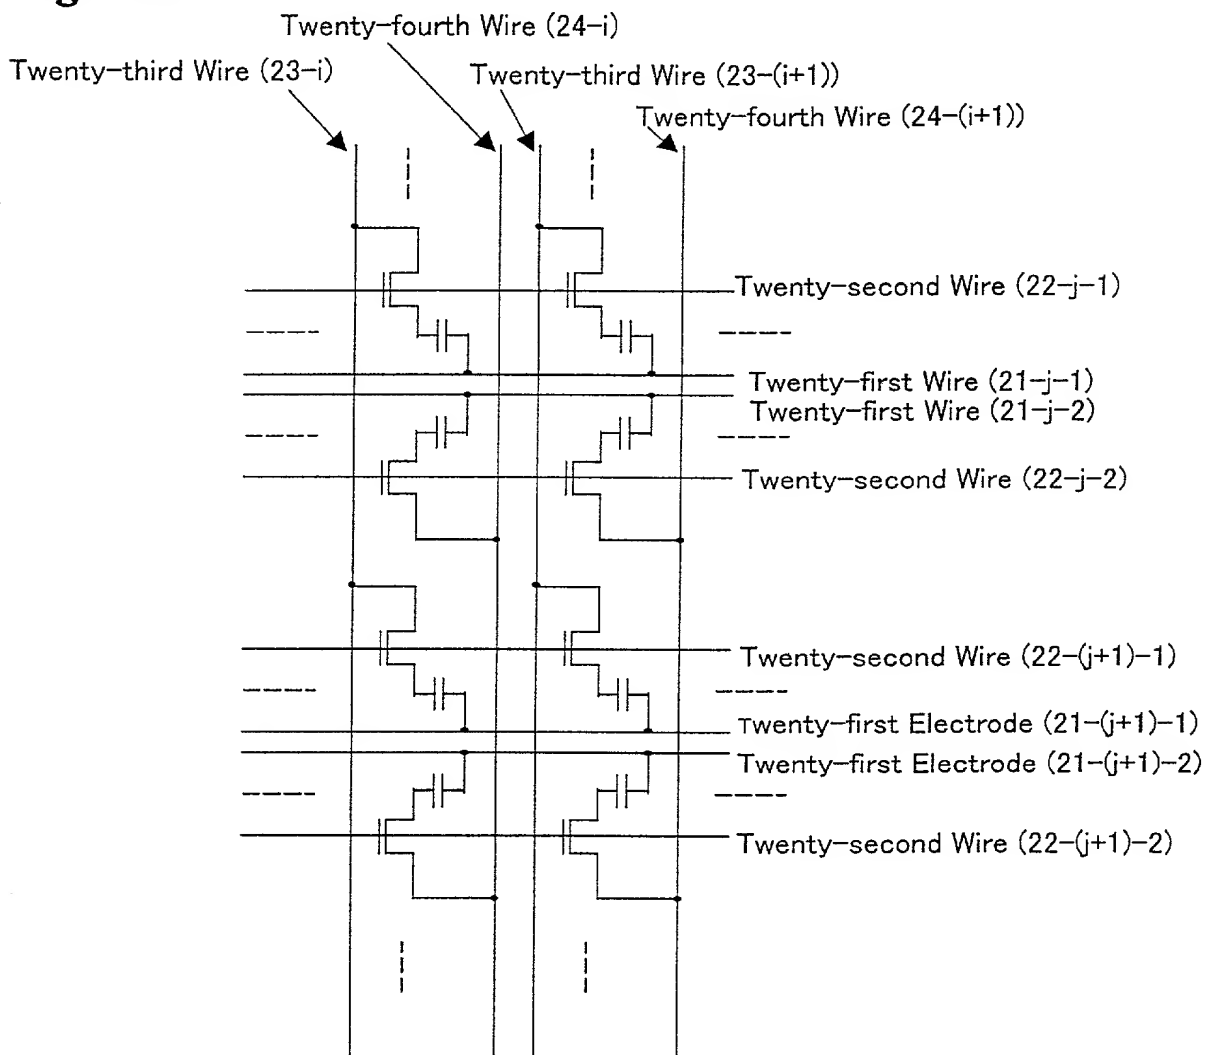 Twenty-fourth Wire (24-i)
Twenty-third Wire (23-i)
Twenty-third Wire (23-(i+1))
Twenty-fourth Wire (24-(i+1))
Twenty-second Wire (22-j-1)
Twenty-first Wire (21-j-1)
Twenty-first Wire (21-j-2)
Twenty-second Wire (22-j-2)
Twenty-second Wire (22-(j+1)-1)
Twenty-first Electrode (21-(j+1)-1)
Twenty-first Electrode (21-(j+1)-2)
Twenty-second Wire (22-(j+1)-2)